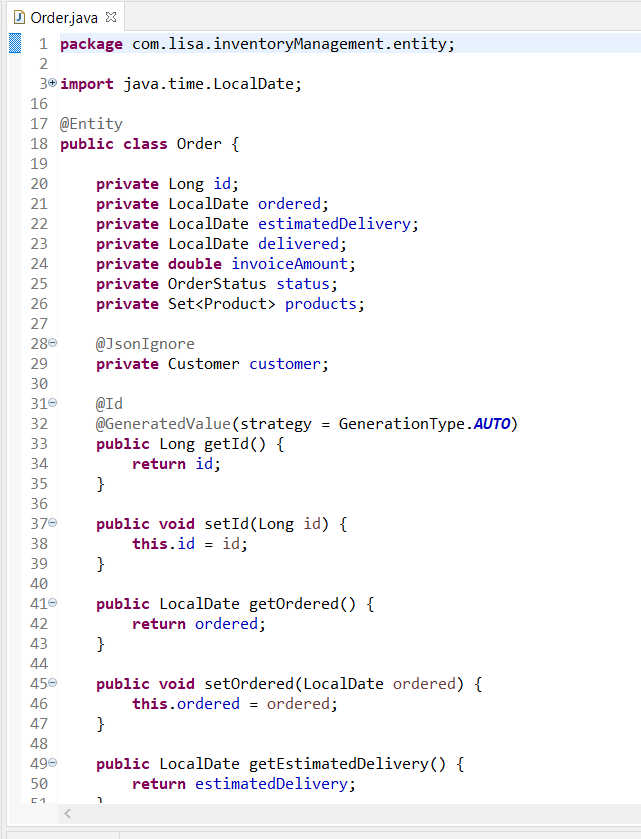 Order.java
1 package com.lisa.inventoryManagement.entity;
2
3 import java.time.LocalDate;
16
17 @Entity
18 public class Order {
19
20     private Long id;
21     private LocalDate ordered;
22     private LocalDate estimatedDelivery;
23     private LocalDate delivered;
24     private double invoiceAmount;
25     private OrderStatus status;
26     private Set<Product> products;
27
28     @JsonIgnore
29     private Customer customer;
30
31     @Id
32     @GeneratedValue(strategy = GenerationType.AUTO)
33     public Long getId() {
34         return id;
35     }
36
37     public void setId(Long id) {
38         this.id = id;
39     }
40
41     public LocalDate getOrdered() {
42         return ordered;
43     }
44
45     public void setOrdered(LocalDate ordered) {
46         this.ordered = ordered;
47     }
48
49     public LocalDate getEstimatedDelivery() {
50         return estimatedDelivery;
51     }